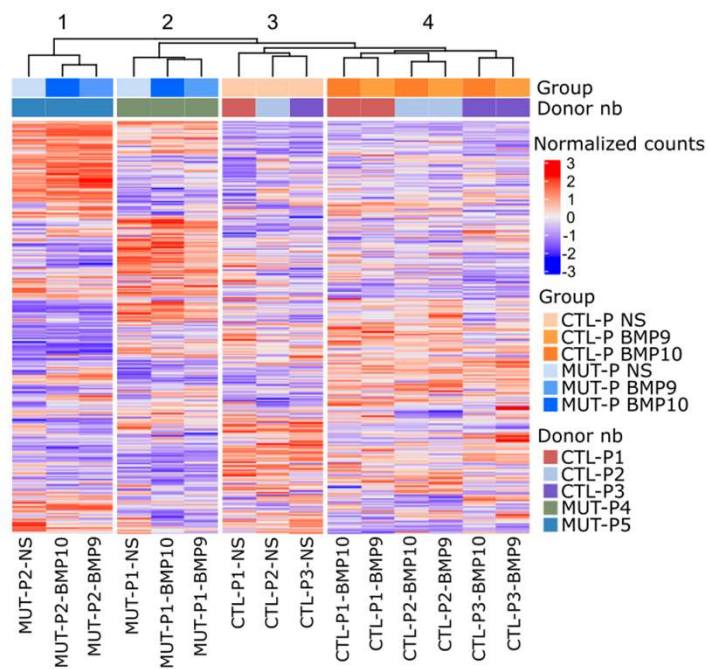 1 2 3 4
Group
Donor nb
Normalized counts
3
2
1
0
-1
-2
-3
Group
CTL-P NS
CTL-P BMP9
CTL-P BMP10
MUT-P NS
MUT-P BMP9
MUT-P BMP10
Donor nb
CTL-P1
CTL-P2
CTL-P3
MUT-P4
MUT-P5
MUT-P2-NS
MUT-P2-BMP10
MUT-P2-BMP9
MUT-P1-NS
MUT-P1-BMP10
MUT-P1-BMP9
CTL-P1-NS
CTL-P2-NS
CTL-P3-NS
CTL-P1-BMP10
CTL-P1-BMP9
CTL-P2-BMP10
CTL-P2-BMP9
CTL-P3-BMP10
CTL-P3-BMP9